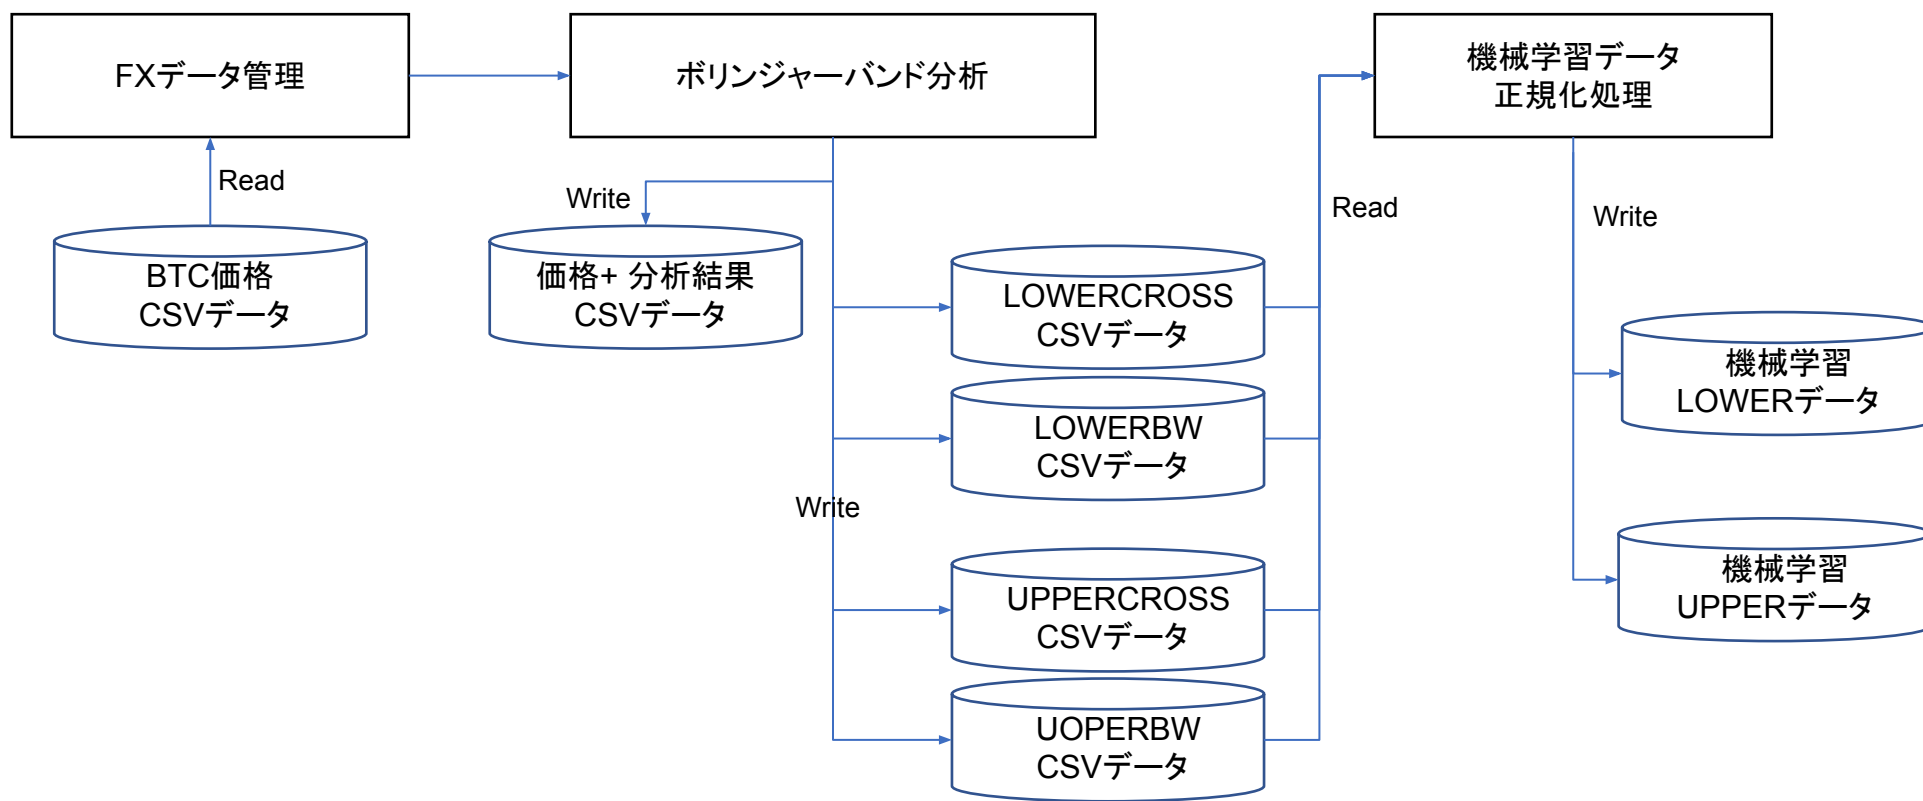 FXデータ管理
ボリンジャーバンド分析
機械学習データ
正規化処理
Read
Write
Read
Write
BTC価格
CSVデータ
価格+ 分析結果
CSVデータ
LOWERCROSS
CSVデータ
機械学習
LOWERデータ
LOWERBW
CSVデータ
Write
UPPERCROSS
CSVデータ
機械学習
UPPERデータ
UOPERBW
CSVデータ